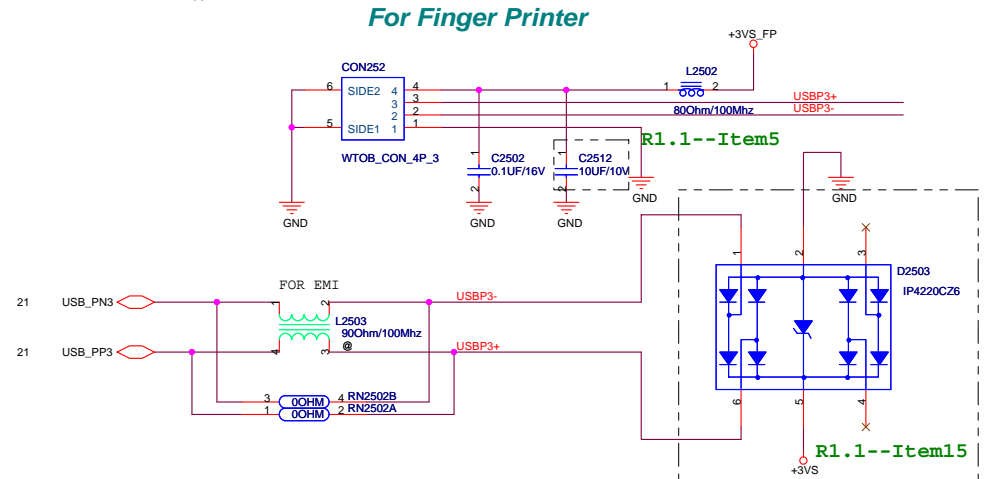 For Finger Printer
+3VS_FP
CON252
L2502
6 SIDE2 4 4
3 3
2 2
5 SIDE1 1 1
1 2
USBP3+
USBP3-
80Ohm/100Mhz
WTOB_CON_4P_3
R1.1--Item5
1 C2502 0.1UF/16V 2
1 C2512 10UF/10V 2
GND
GND
GND
GND
GND
1 2 3
D2503
IP4220CZ6
FOR EMI
21 USB_PN3 1 2 USBP3-
L2503
90Ohm/100Mhz
@
21 USB_PP3 4 3 USBP3+
3 0OHM 4 RN2502B
1 0OHM 2 RN2502A
6 5 4
R1.1--Item15
+3VS